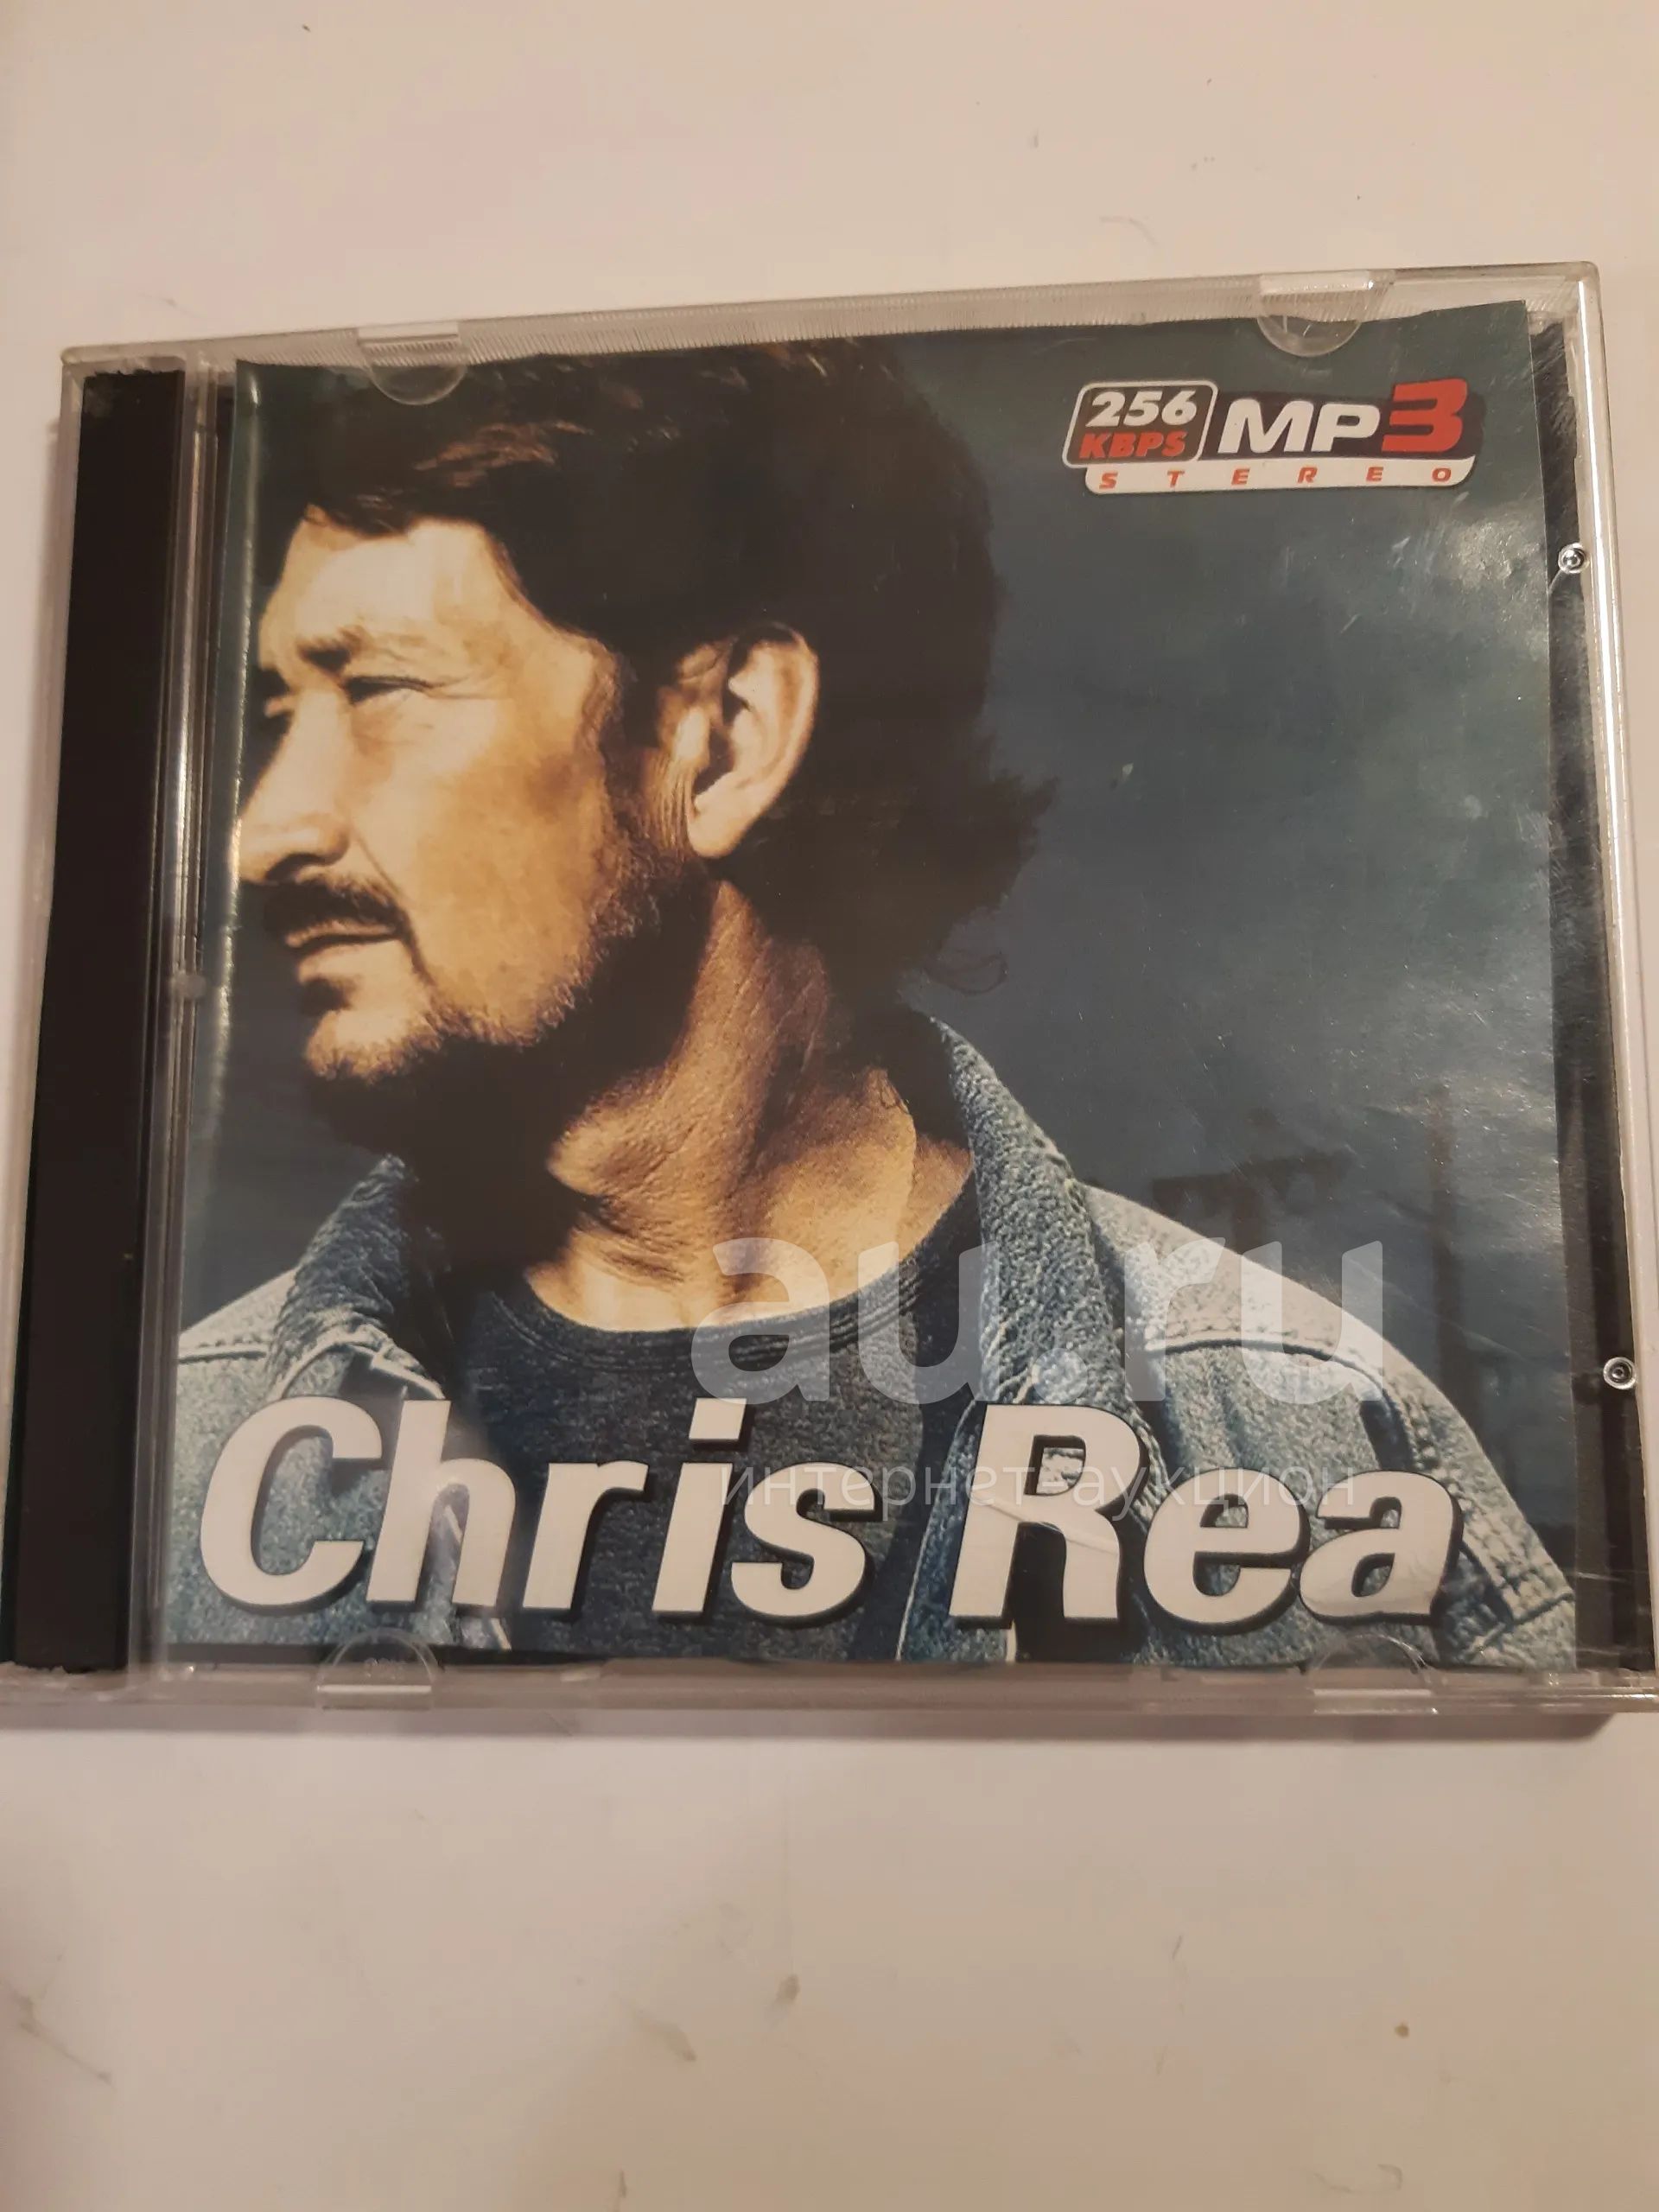 256 MP3
KBPS
STEREO
au.ru
Chris Rea
интернет-аукцион